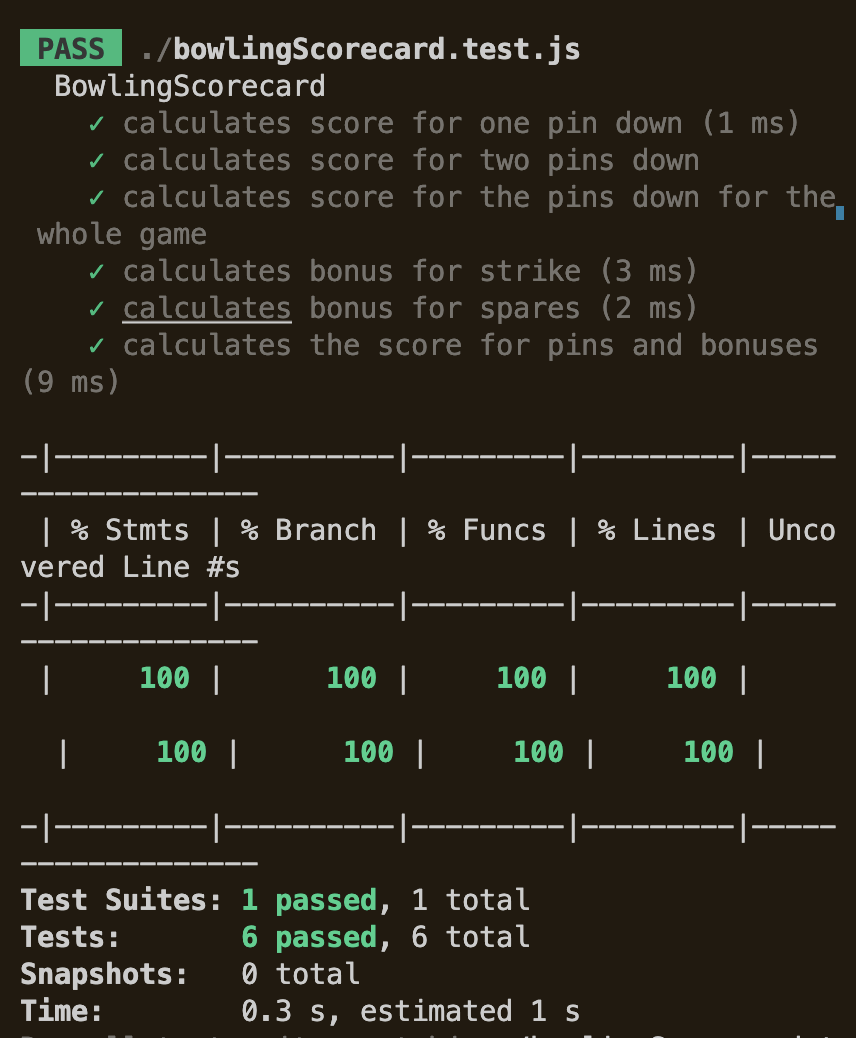 PASS ./bowlingScorecard.test.js
BowlingScorecard
✓ calculates score for one pin down (1 ms)
✓ calculates score for two pins down
✓ calculates score for the pins down for the
whole game
✓ calculates bonus for strike (3 ms)
✓ calculates bonus for spares (2 ms)
✓ calculates the score for pins and bonuses
(9 ms)
-|---------|----------|---------|---------|-----
--------------
| % Stmts | % Branch | % Funcs | % Lines | Unco
vered Line #s
-|---------|----------|---------|---------|-----
--------------
| 100 | 100 | 100 | 100 |
| 100 | 100 | 100 | 100 |
-|---------|----------|---------|---------|-----
--------------
Test Suites: 1 passed, 1 total
Tests: 6 passed, 6 total
Snapshots: 0 total
Time: 0.3 s, estimated 1 s